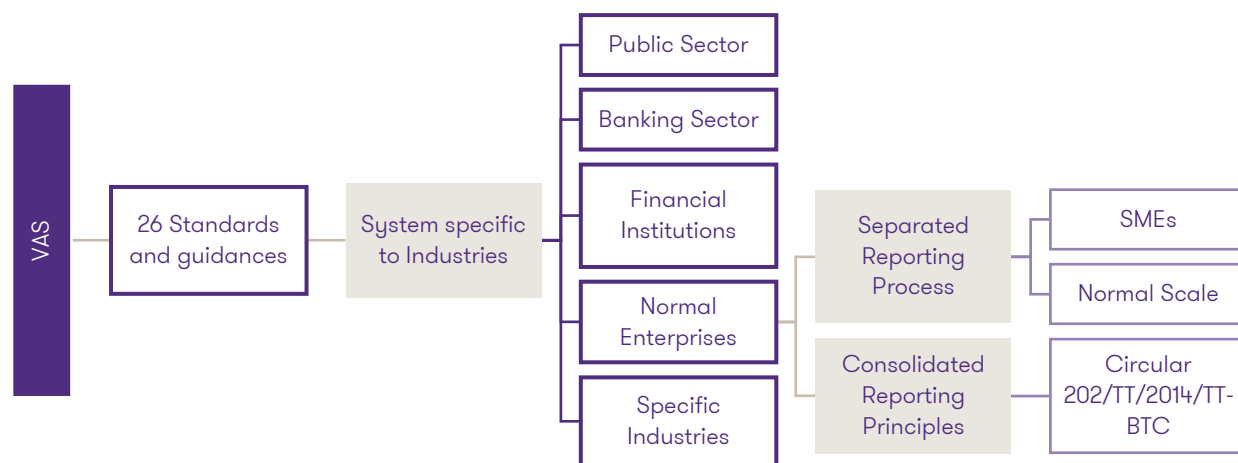 VAS
26 Standards
and guidances
System specific
to Industries
Public Sector
Banking Sector
Financial
Institutions
Normal
Enterprises
Specific
Industries
Separated
Reporting
Process
Consolidated
Reporting
Principles
SMEs
Normal Scale
Circular
202/TT/2014/TT-
BTC